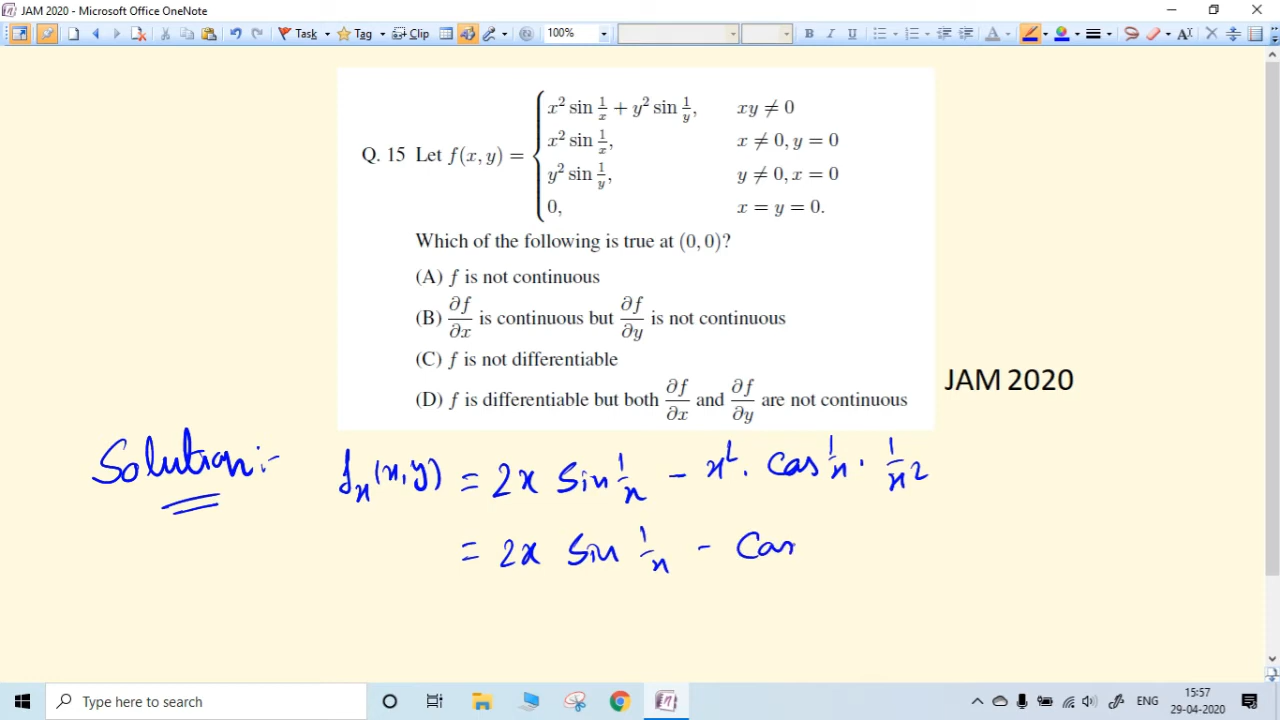 JAM 2020 - Microsoft Office OneNote
Task Tag Clip 100% B I U A
Q. 15 Let f(x, y) = { x² sin 1/x + y² sin 1/y, xy ≠ 0
x² sin 1/x, x ≠ 0, y = 0
y² sin 1/y, y ≠ 0, x = 0
0, x = y = 0.
Which of the following is true at (0, 0)?
(A) f is not continuous
(B) ∂f/∂x is continuous but ∂f/∂y is not continuous
(C) f is not differentiable
(D) f is differentiable but both ∂f/∂x and ∂f/∂y are not continuous
JAM 2020
Solution:- f_x(x,y) = 2x Sin 1/x - x². Cos 1/x · 1/x²
= 2x Sin 1/x - Cos
Type here to search
ENG
15:57
29-04-2020